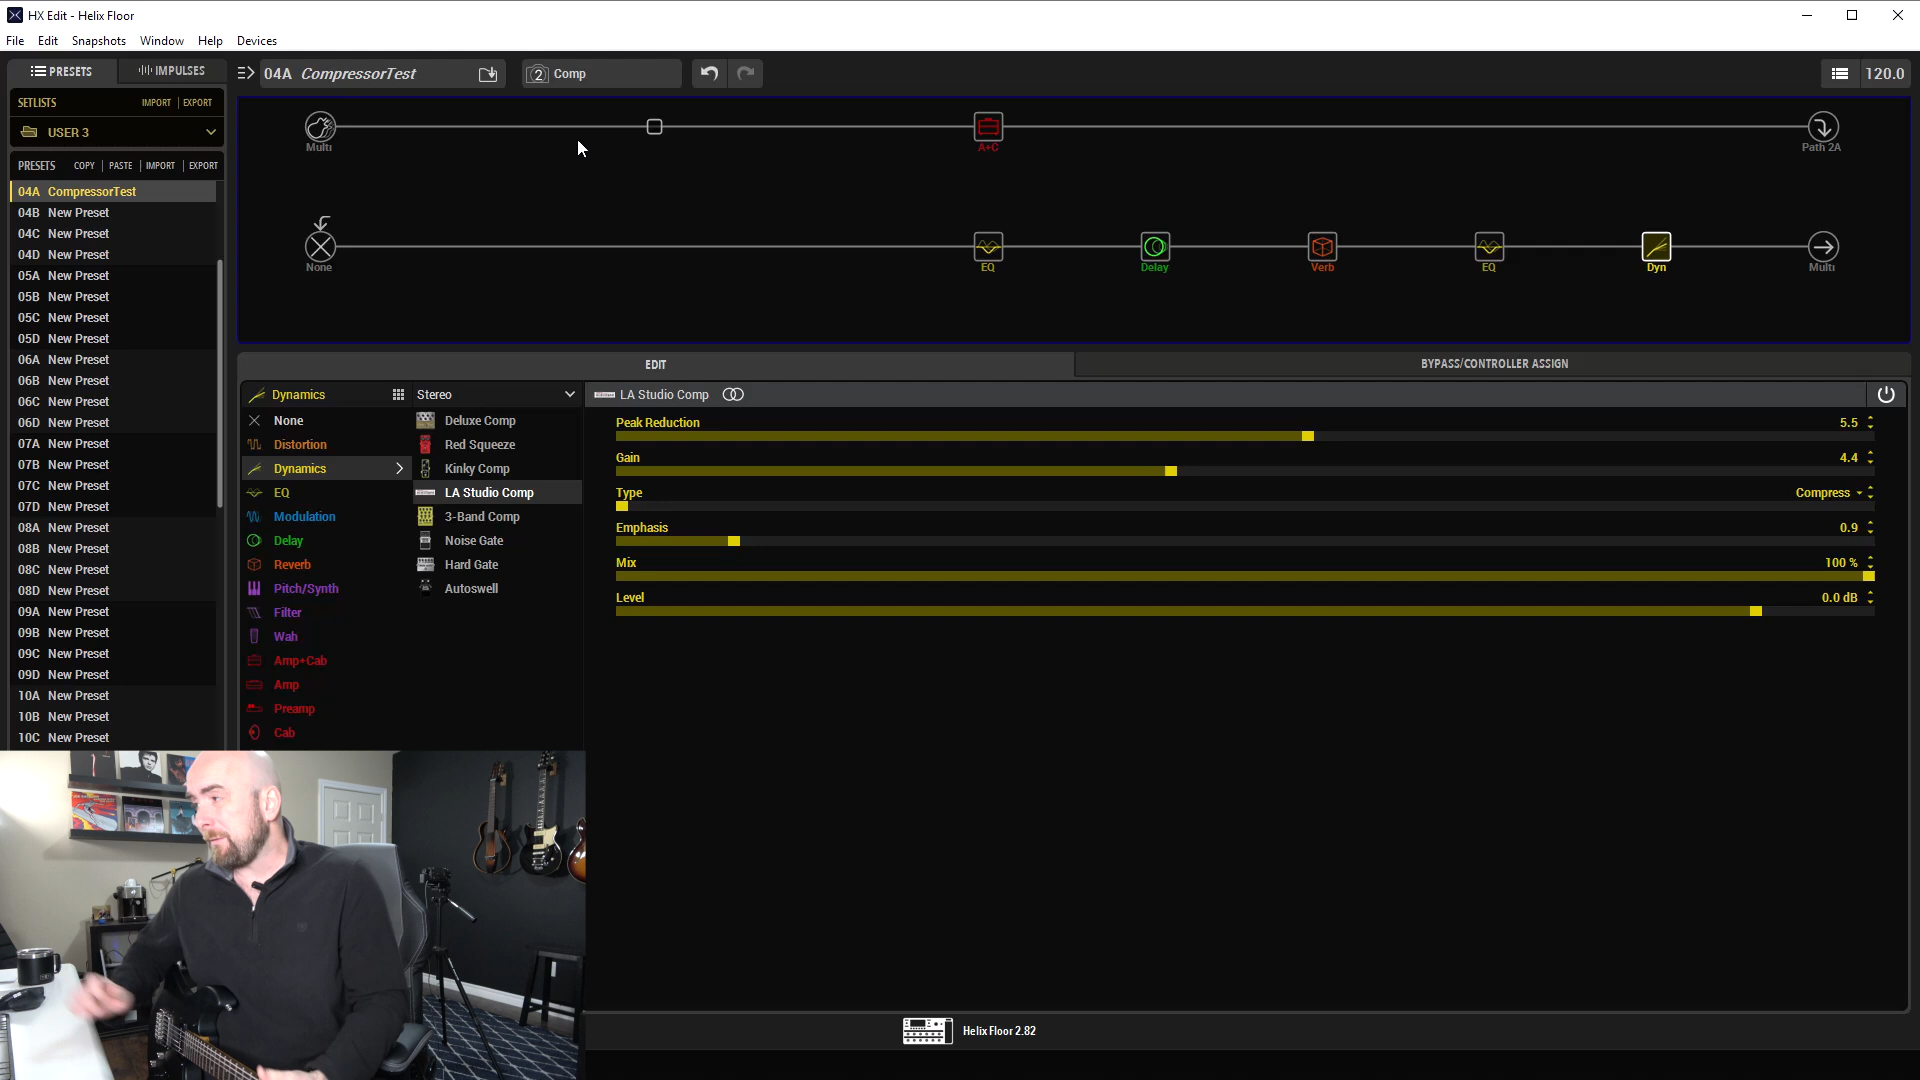 HX Edit - Helix Floor
File Edit Snapshots Window Help Devices
PRESETS IMPULSES
04A CompressorTest
2 Comp
120.0
SETLISTS IMPORT EXPORT
USER 3
PRESETS COPY PASTE IMPORT EXPORT
04A CompressorTest
04B New Preset
04C New Preset
04D New Preset
05A New Preset
05B New Preset
05C New Preset
05D New Preset
06A New Preset
06B New Preset
06C New Preset
06D New Preset
07A New Preset
07B New Preset
07C New Preset
07D New Preset
08A New Preset
08B New Preset
08C New Preset
08D New Preset
09A New Preset
09B New Preset
09C New Preset
09D New Preset
10A New Preset
10B New Preset
10C New Preset
Multi A+C Path 2A
None EQ Delay Verb EQ Dyn Multi
EDIT BYPASS/CONTROLLER ASSIGN
Dynamics
None
Distortion
Dynamics
EQ
Modulation
Delay
Reverb
Pitch/Synth
Filter
Wah
Amp+Cab
Amp
Preamp
Cab
Stereo
Deluxe Comp
Red Squeeze
Kinky Comp
LA Studio Comp
3-Band Comp
Noise Gate
Hard Gate
Autoswell
LA Studio Comp
Peak Reduction 5.5
Gain 4.4
Type Compress
Emphasis 0.9
Mix 100 %
Level 0.0 dB
Helix Floor 2.82